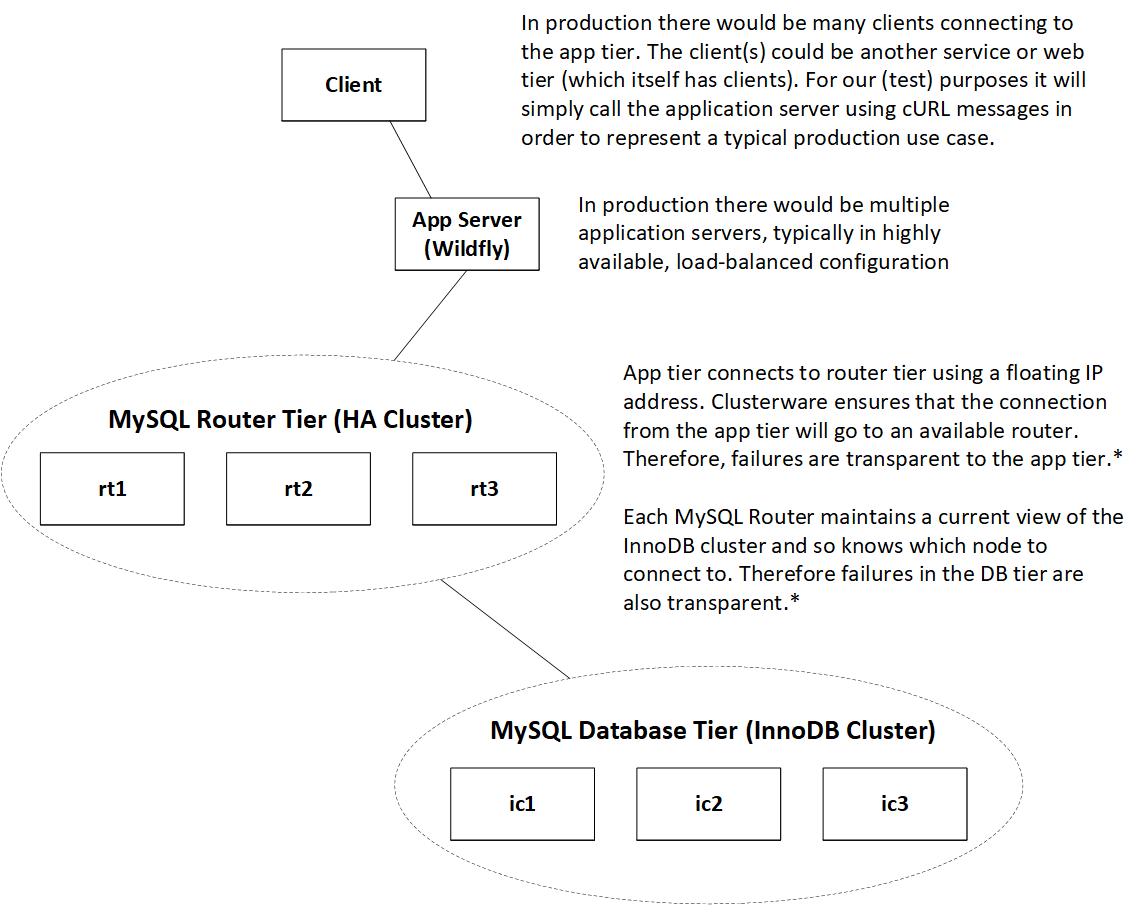 In production there would be many clients connecting to
the app tier. The client(s) could be another service or web
tier (which itself has clients). For our (test) purposes it will
simply call the application server using cURL messages in
order to represent a typical production use case.
Client
App Server
(Wildfly)
In production there would be multiple
application servers, typically in highly
available, load-balanced configuration
MySQL Router Tier (HA Cluster)
rt1
rt2
rt3
App tier connects to router tier using a floating IP
address. Clusterware ensures that the connection
from the app tier will go to an available router.
Therefore, failures are transparent to the app tier.*
Each MySQL Router maintains a current view of the
InnoDB cluster and so knows which node to
connect to. Therefore failures in the DB tier are
also transparent.*
MySQL Database Tier (InnoDB Cluster)
ic1
ic2
ic3